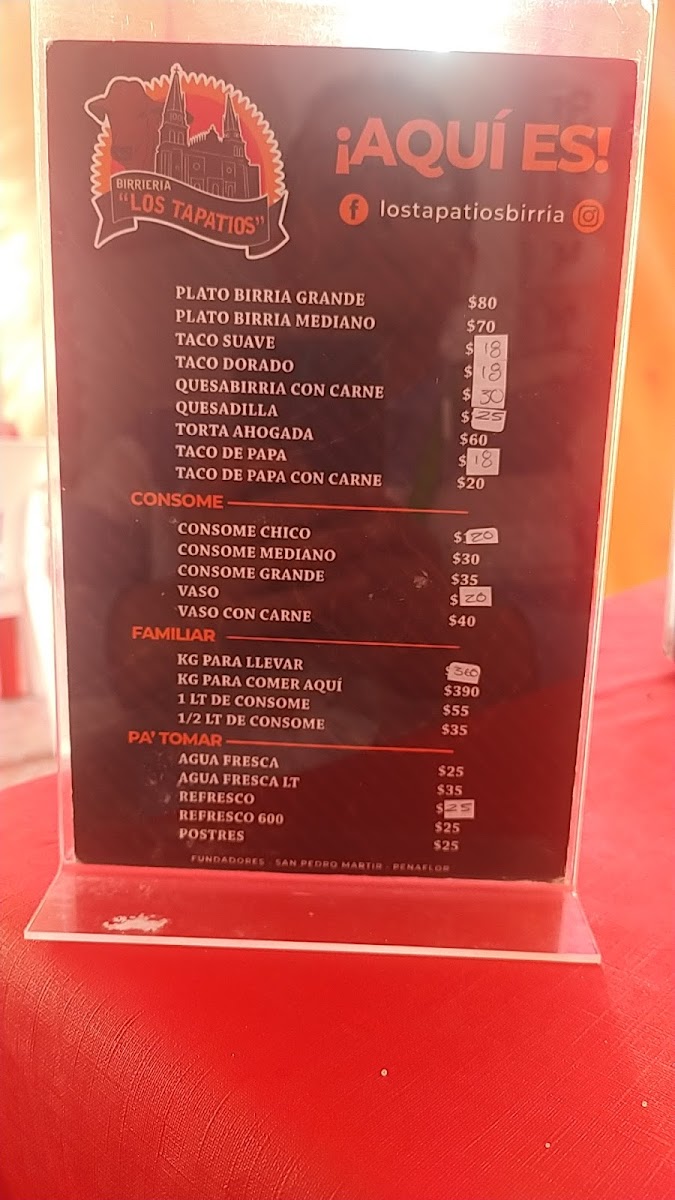 BIRRIERIA
"LOS TAPATIOS"
¡AQUÍ ES!
lostapatiosbirria
PLATO BIRRIA GRANDE $80
PLATO BIRRIA MEDIANO $70
TACO SUAVE $18
TACO DORADO $18
QUESABIRRIA CON CARNE $30
QUESADILLA $25
TORTA AHOGADA $60
TACO DE PAPA $18
TACO DE PAPA CON CARNE $20
CONSOME
CONSOME CHICO $20
CONSOME MEDIANO $30
CONSOME GRANDE $35
VASO $20
VASO CON CARNE $40
FAMILIAR
KG PARA LLEVAR 360
KG PARA COMER AQUÍ $390
1 LT DE CONSOME $55
1/2 LT DE CONSOME $35
PA' TOMAR
AGUA FRESCA $25
AGUA FRESCA LT $35
REFRESCO $25
REFRESCO 600 $25
POSTRES $25
FUNDADORES - SAN PEDRO MARTIR - PEÑAFLOR